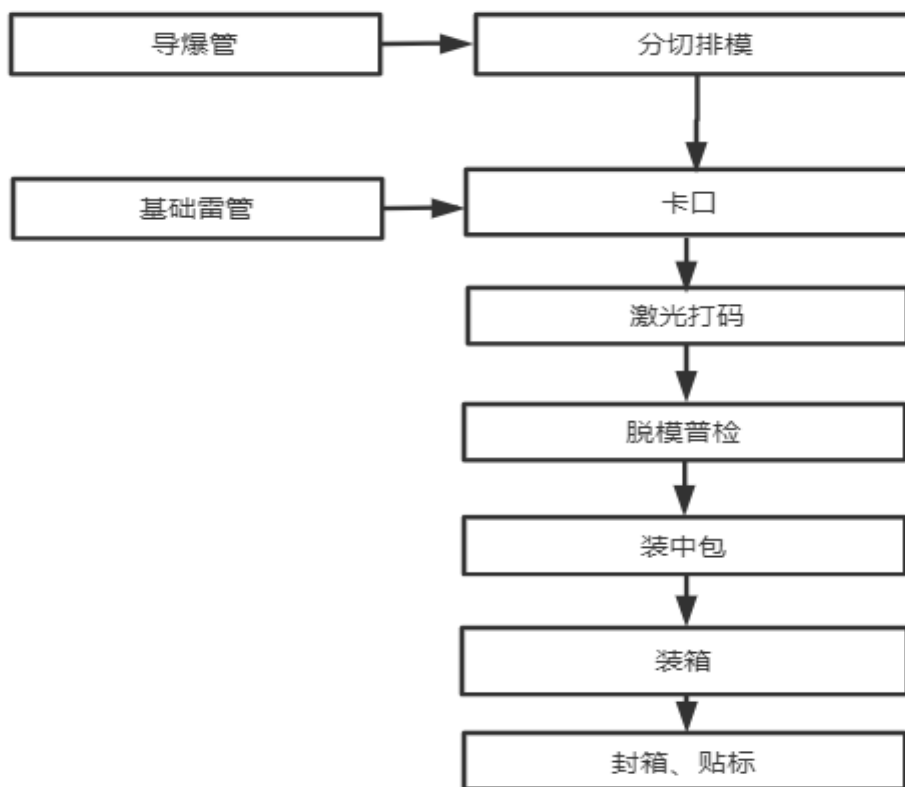 导爆管
分切排模
基础雷管
卡口
激光打码
脱模普检
装中包
装箱
封箱、贴标